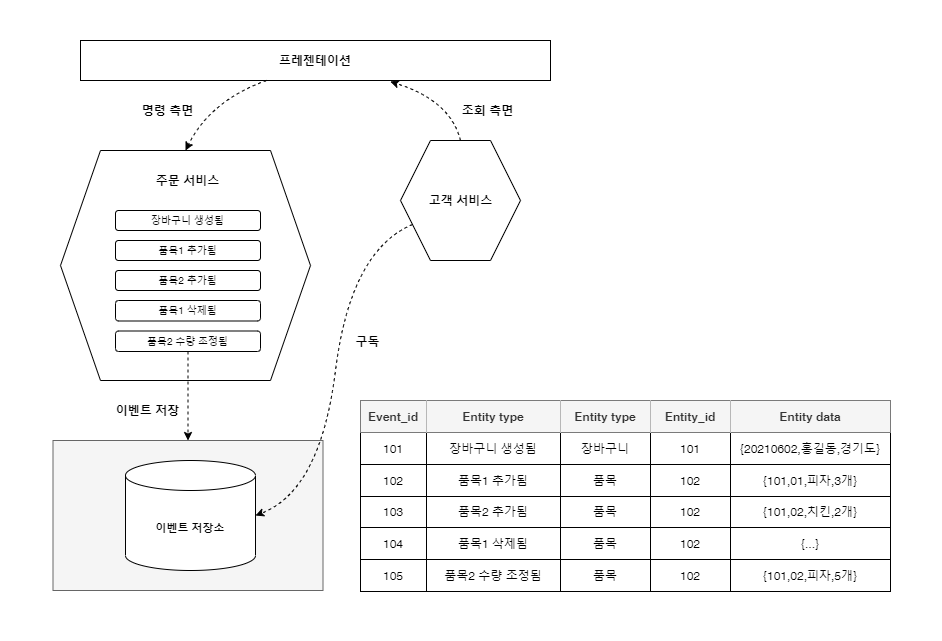 프레젠테이션
명령 측면
조회 측면
주문 서비스
장바구니 생성됨
품목1 추가됨
품목2 추가됨
품목1 삭제됨
품목2 수량 조정됨
고객 서비스
구독
이벤트 저장
이벤트 저장소
Event_id Entity type Entity type Entity_id Entity data
101 장바구니 생성됨 장바구니 101 {20210602,홍길동,경기도}
102 품목1 추가됨 품목 102 {101,01,피자,3개}
103 품목2 추가됨 품목 102 {101,02,치킨,2개}
104 품목1 삭제됨 품목 102 {...}
105 품목2 수량 조정됨 품목 102 {101,02,피자,5개}